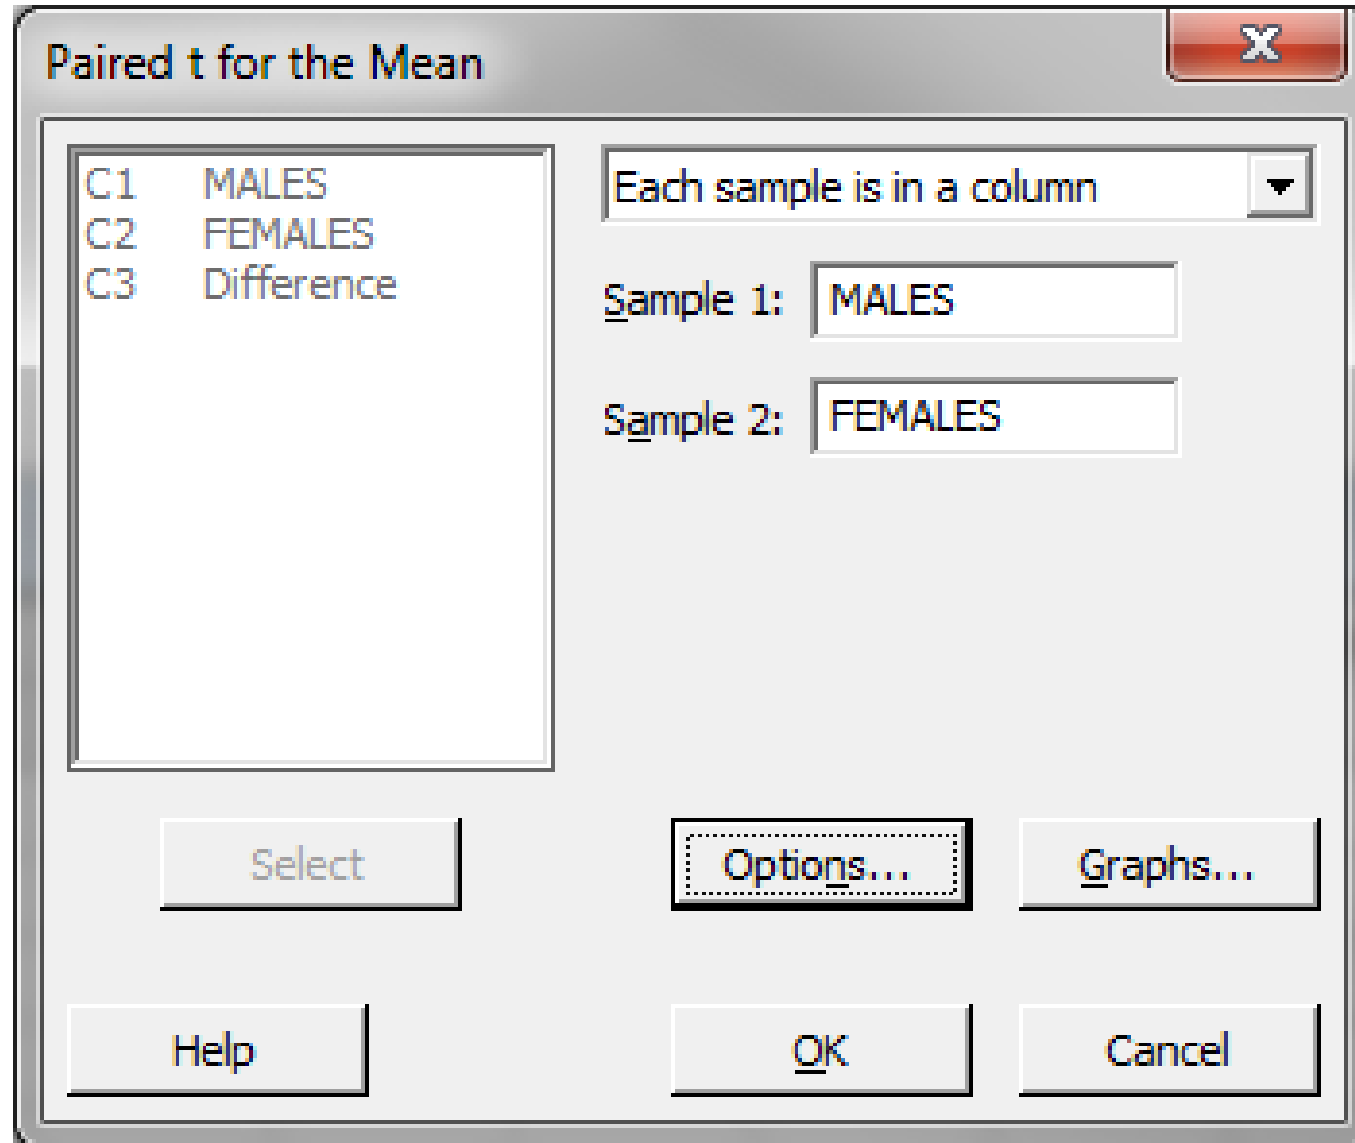 Paired t for the Mean
C1 MALES
C2 FEMALES
C3 Difference
Each sample is in a column
Sample 1: MALES
Sample 2: FEMALES
Select
Options...
Graphs...
Help
OK
Cancel